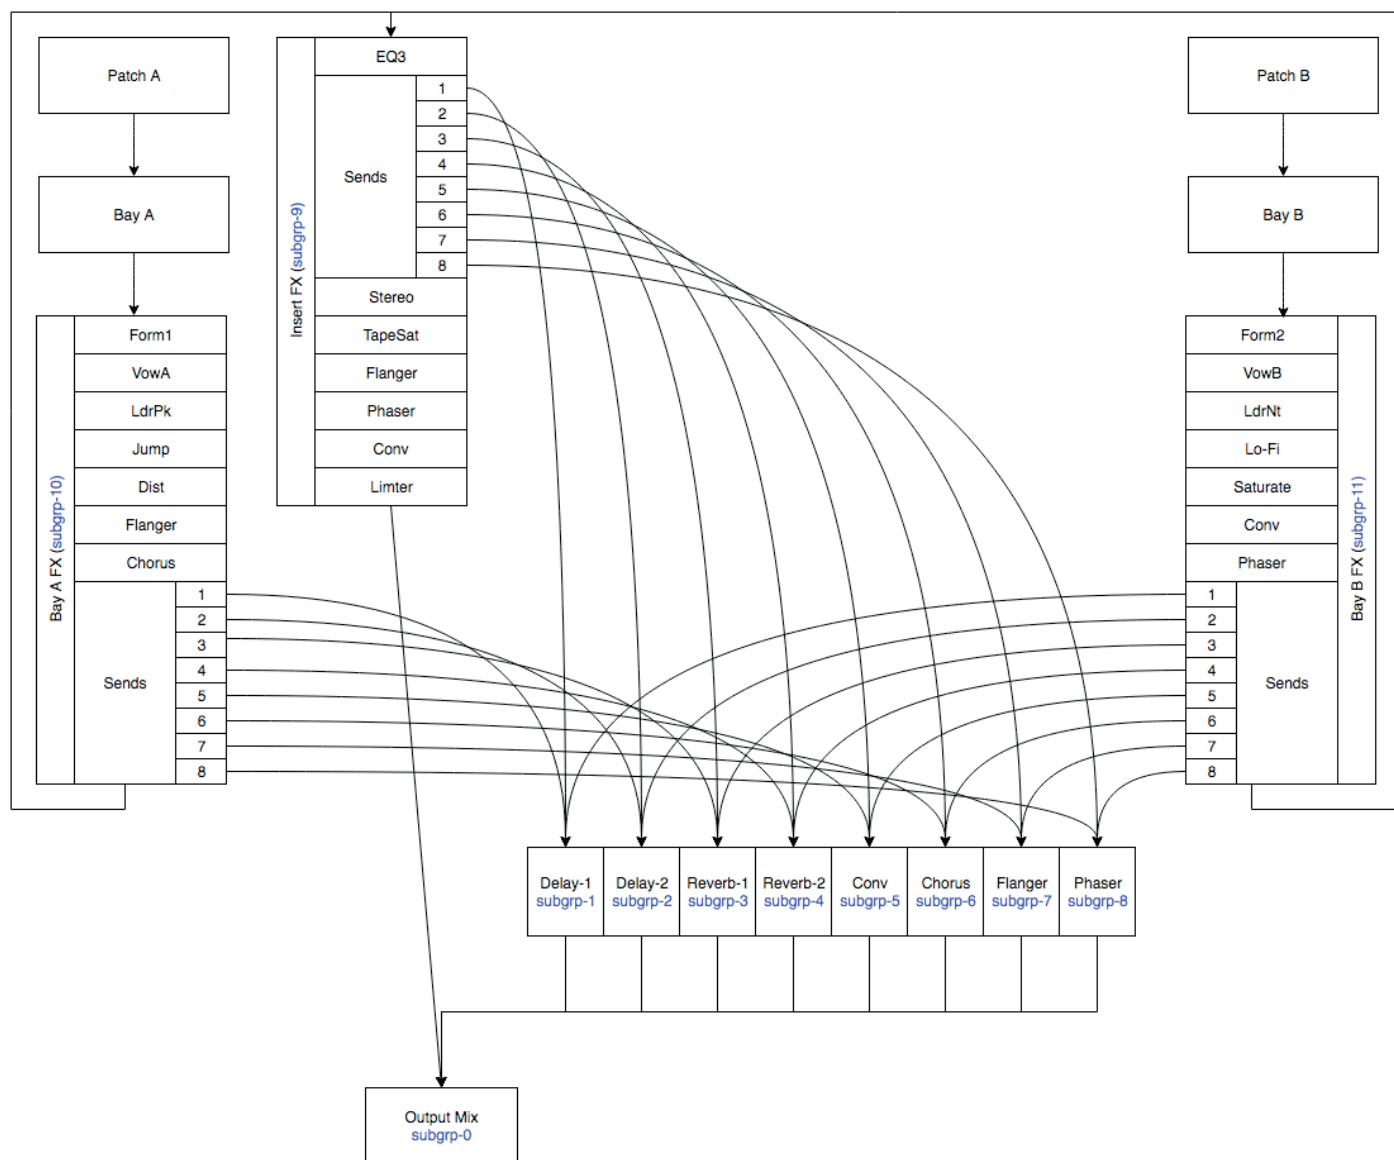 Patch A
Bay A
Bay A FX (subgrp-10)
Form1
VowA
LdrPk
Jump
Dist
Flanger
Chorus
Sends
1
2
3
4
5
6
7
8
Insert FX (subgrp-9)
EQ3
Sends
1
2
3
4
5
6
7
8
Stereo
TapeSat
Flanger
Phaser
Conv
Limter
Patch B
Bay B
Form2
VowB
LdrNt
Lo-Fi
Saturate
Conv
Phaser
1
2
3
4
5
6
7
8
Sends
Bay B FX (subgrp-11)
Delay-1
subgrp-1
Delay-2
subgrp-2
Reverb-1
subgrp-3
Reverb-2
subgrp-4
Conv
subgrp-5
Chorus
subgrp-6
Flanger
subgrp-7
Phaser
subgrp-8
Output Mix
subgrp-0